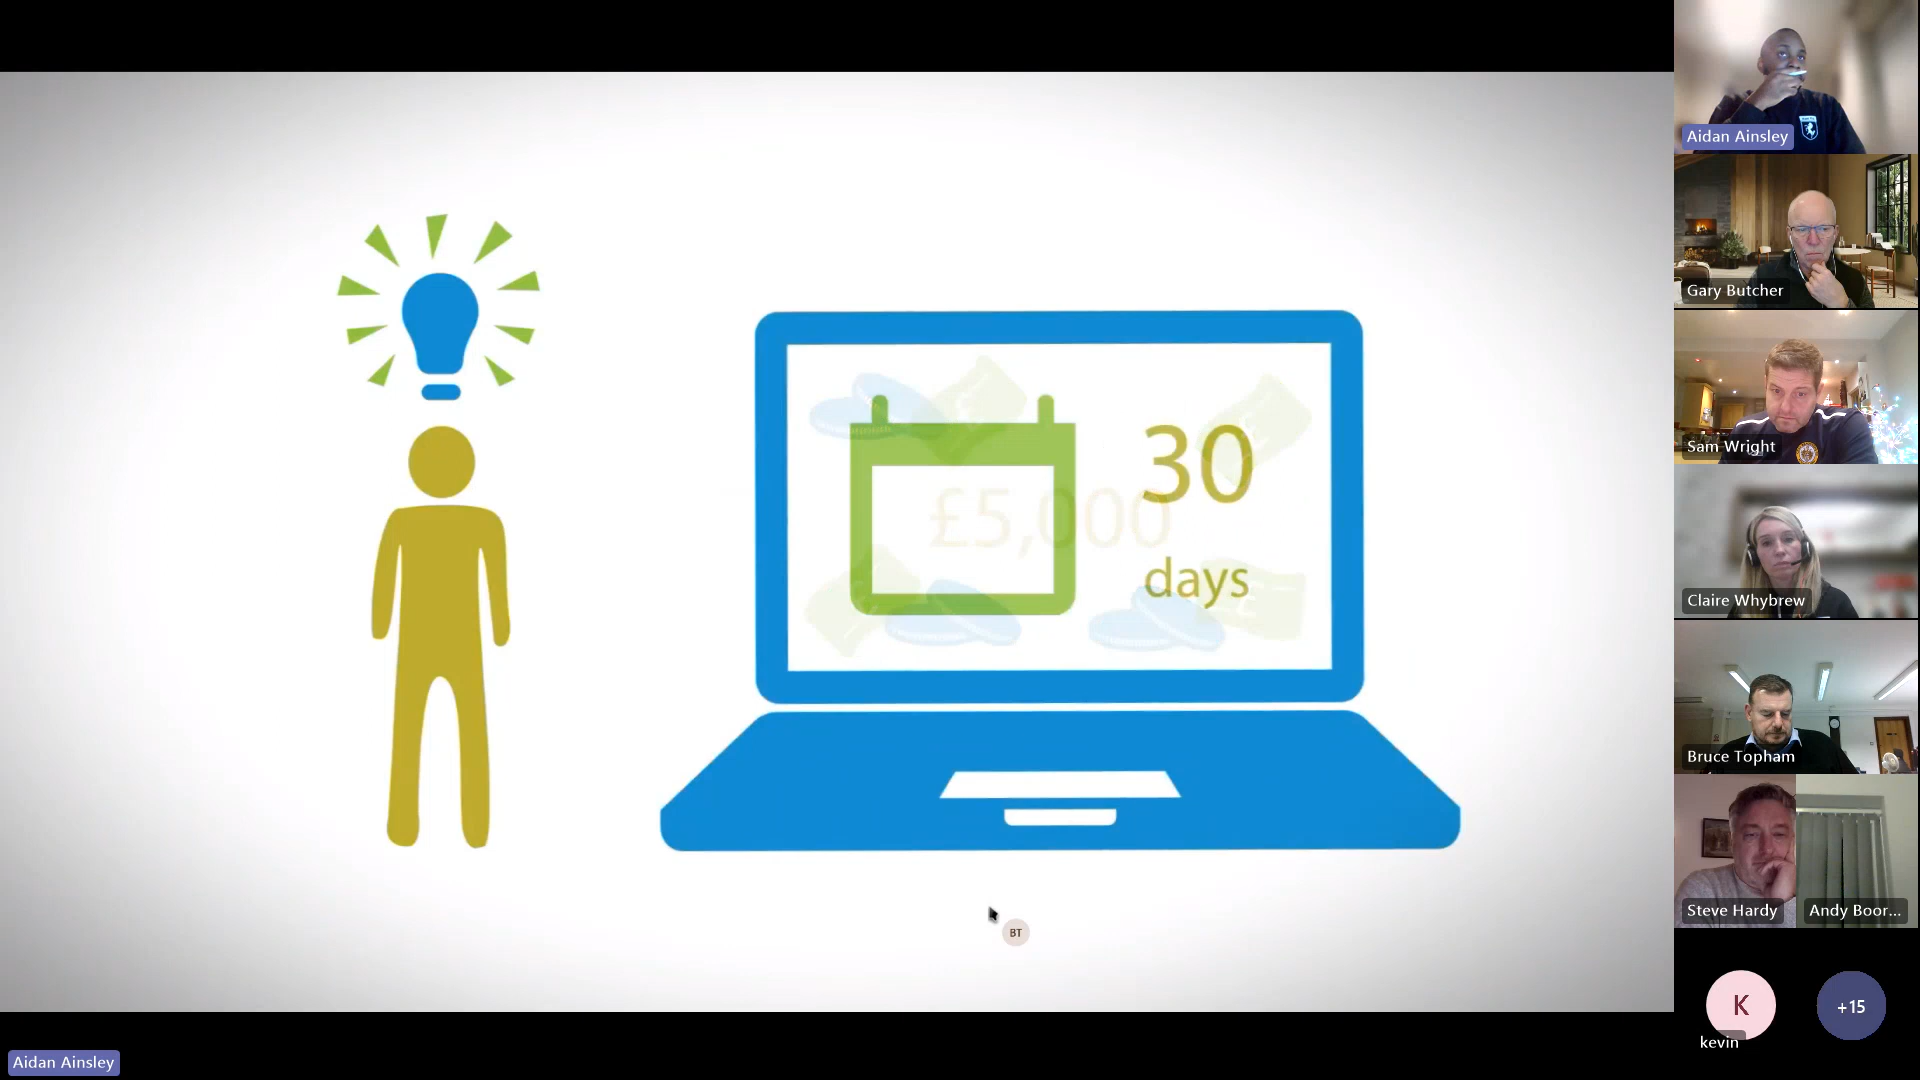 30
£5,000
days
BT
Aidan Ainsley
Gary Butcher
Sam Wright
Claire Whybrew
Bruce Topham
Steve Hardy
Andy Boor...
K
+15
kevin
Aidan Ainsley